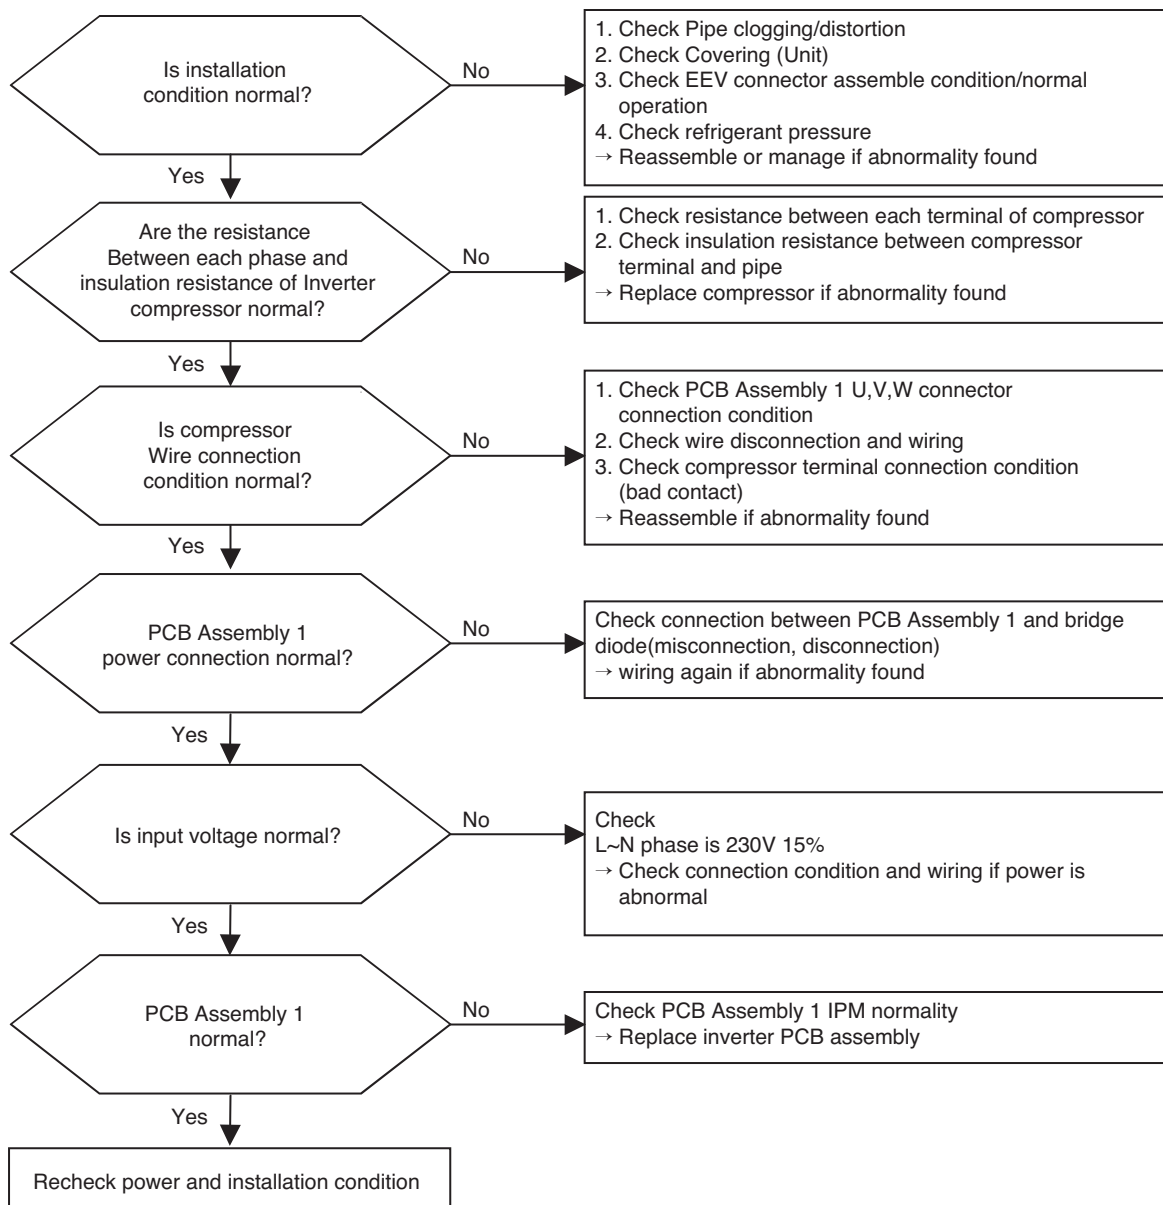 Is installation
condition normal?
No
1. Check Pipe clogging/distortion
2. Check Covering (Unit)
3. Check EEV connector assemble condition/normal
operation
4. Check refrigerant pressure
→ Reassemble or manage if abnormality found
Yes
Are the resistance
Between each phase and
insulation resistance of Inverter
compressor normal?
No
1. Check resistance between each terminal of compressor
2. Check insulation resistance between compressor
terminal and pipe
→ Replace compressor if abnormality found
Yes
Is compressor
Wire connection
condition normal?
No
1. Check PCB Assembly 1 U,V,W connector
connection condition
2. Check wire disconnection and wiring
3. Check compressor terminal connection condition
(bad contact)
→ Reassemble if abnormality found
Yes
PCB Assembly 1
power connection normal?
No
Check connection between PCB Assembly 1 and bridge
diode(misconnection, disconnection)
→ wiring again if abnormality found
Yes
Is input voltage normal?
No
Check
L~N phase is 230V 15%
→ Check connection condition and wiring if power is
abnormal
Yes
PCB Assembly 1
normal?
No
Check PCB Assembly 1 IPM normality
→ Replace inverter PCB assembly
Yes
Recheck power and installation condition